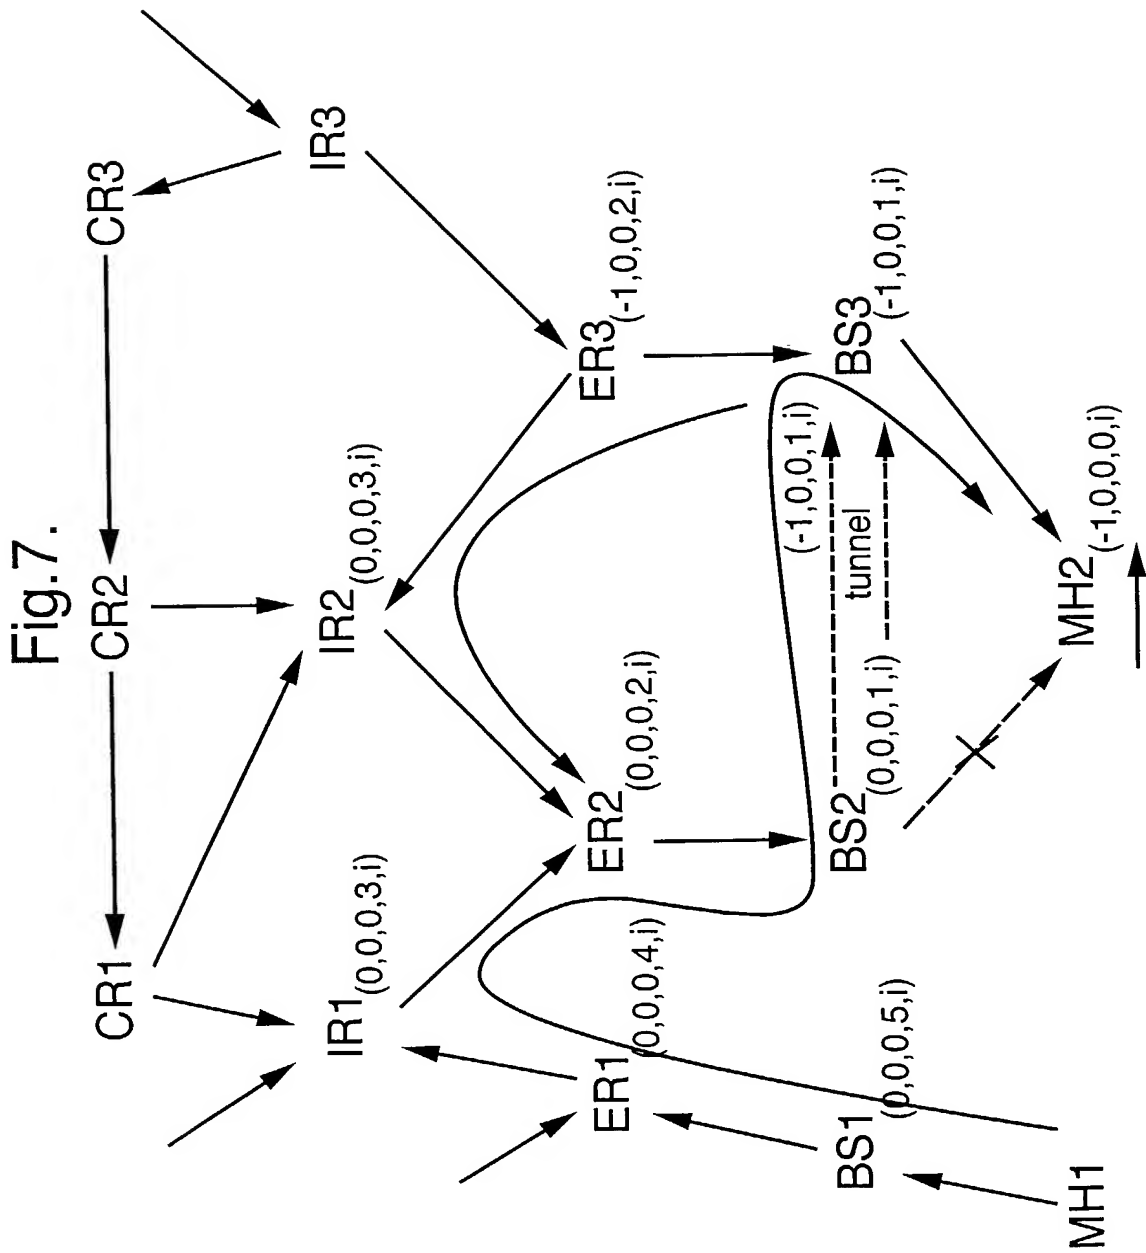 Fig.7.
CR1
CR2
CR3
IR1(0,0,0,3,i)
IR2(0,0,0,3,i)
IR3
ER1(0,0,0,4,i)
ER2(0,0,0,2,i)
ER3(-1,0,0,2,i)
BS1(0,0,0,5,i)
BS2(0,0,0,1,i)
tunnel
(-1,0,0,1,i)
BS3(-1,0,0,1,i)
MH1
MH2(-1,0,0,0,i)